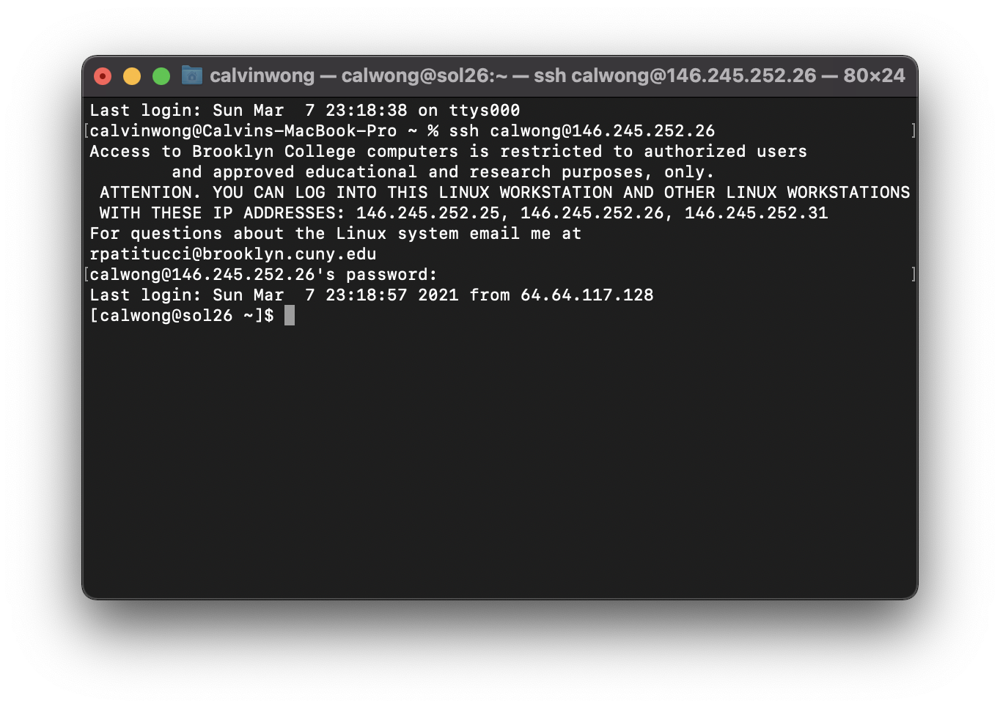 calvinwong — calwong@sol26:~ — ssh calwong@146.245.252.26 — 80×24
Last login: Sun Mar  7 23:18:38 on ttys000
[calvinwong@Calvins-MacBook-Pro ~ % ssh calwong@146.245.252.26 ]
Access to Brooklyn College computers is restricted to authorized users
        and approved educational and research purposes, only.
 ATTENTION. YOU CAN LOG INTO THIS LINUX WORKSTATION AND OTHER LINUX WORKSTATIONS
 WITH THESE IP ADDRESSES: 146.245.252.25, 146.245.252.26, 146.245.252.31
For questions about the Linux system email me at
rpatitucci@brooklyn.cuny.edu
[calwong@146.245.252.26's password: ]
Last login: Sun Mar  7 23:18:57 2021 from 64.64.117.128
[calwong@sol26 ~]$